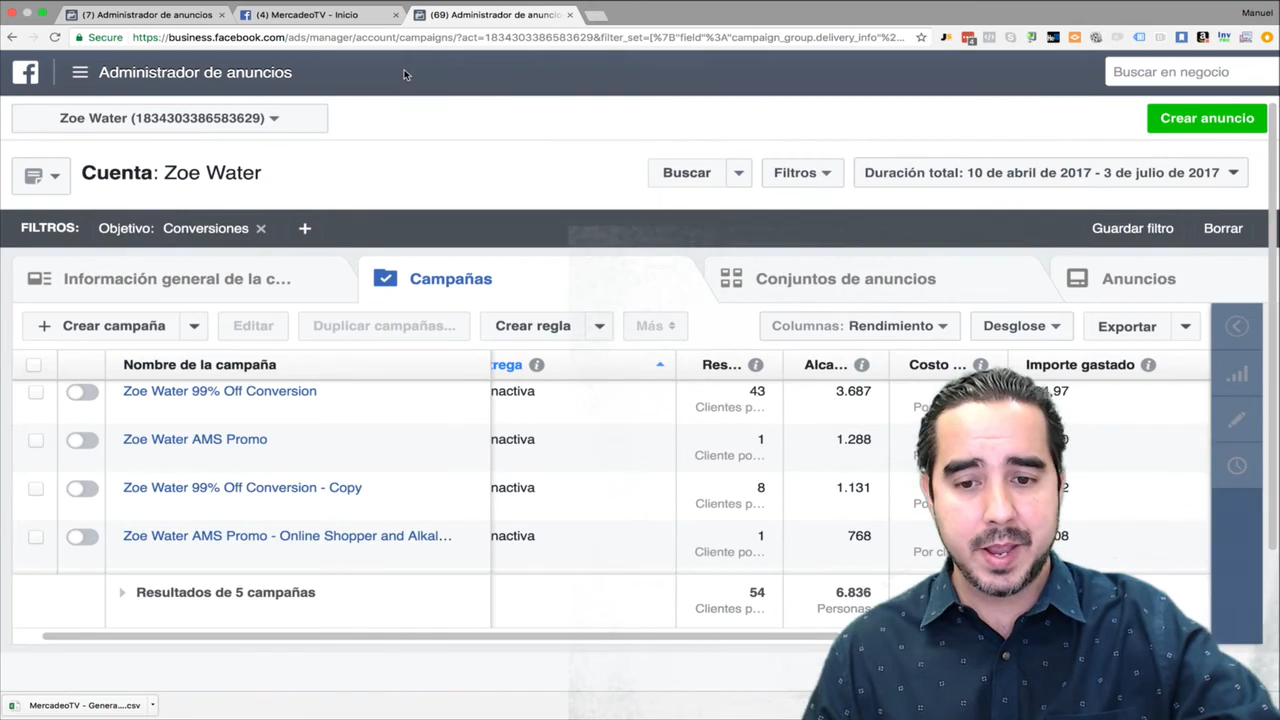 (7) Administrador de anuncios
(4) MercadeoTV - Inicio
(69) Administrador de anuncio
Manuel
Secure
https://business.facebook.com/ads/manager/account/campaigns/?act=1834303386583629&filter_set=[%7B"field"%3A"campaign_group.delivery_info"%2...
Administrador de anuncios
Buscar en negocio
Zoe Water (1834303386583629)
Crear anuncio
Cuenta: Zoe Water
Buscar
Filtros
Duración total: 10 de abril de 2017 - 3 de julio de 2017
FILTROS:
Objetivo: Conversiones
Guardar filtro
Borrar
Información general de la c...
Campañas
Conjuntos de anuncios
Anuncios
Crear campaña
Editar
Duplicar campañas...
Crear regla
Más
Columnas: Rendimiento
Desglose
Exportar
Nombre de la campaña
rega
Res...
Alca...
Costo ...
Importe gastado
Zoe Water 99% Off Conversion
nactiva
43
3.687
,97
Clientes p...
Zoe Water AMS Promo
nactiva
1
1.288
Cliente po...
Zoe Water 99% Off Conversion - Copy
nactiva
8
1.131
2
Clientes p...
Zoe Water AMS Promo - Online Shopper and Alkal...
nactiva
1
768
08
Cliente po...
Por cl
Resultados de 5 campañas
54
6.836
Clientes p...
Personas
MercadeoTV - Genera....csv